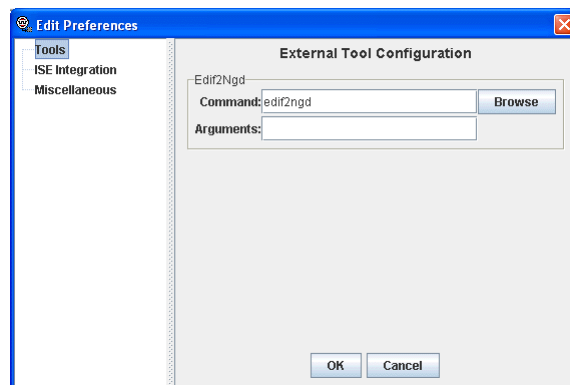 Edit Preferences
Tools
ISE Integration
Miscellaneous
External Tool Configuration
Edif2Ngd
Command: edif2ngd Browse
Arguments:
OK Cancel